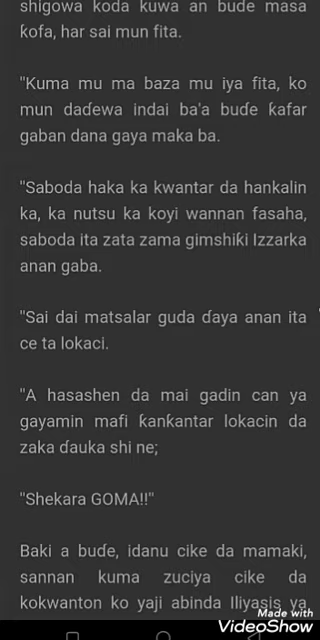 shigowa koda kuwa an buɗe masa
ƙofa, har sai mun fita.
"Kuma mu ma baza mu iya fita, ko
mun daɗewa indai ba'a buɗe ƙafar
gaban dana gaya maka ba.
"Saboda haka ka kwantar da hankalin
ka, ka nutsu ka koyi wannan fasaha,
saboda ita zata zama gimshiƙi Izzarka
anan gaba.
"Sai dai matsalar guda ɗaya anan ita
ce ta lokaci.
"A hasashen da mai gadin can ya
gayamin mafi ƙanƙantar lokacin da
zaka ɗauka shi ne;
"Shekara GOMA!!"
Baki a buɗe, idanu cike da mamaki,
sannan kuma zuciya cike da
kokwanton ko yaji abinda Iliyasis ya
Made with
VideoShow